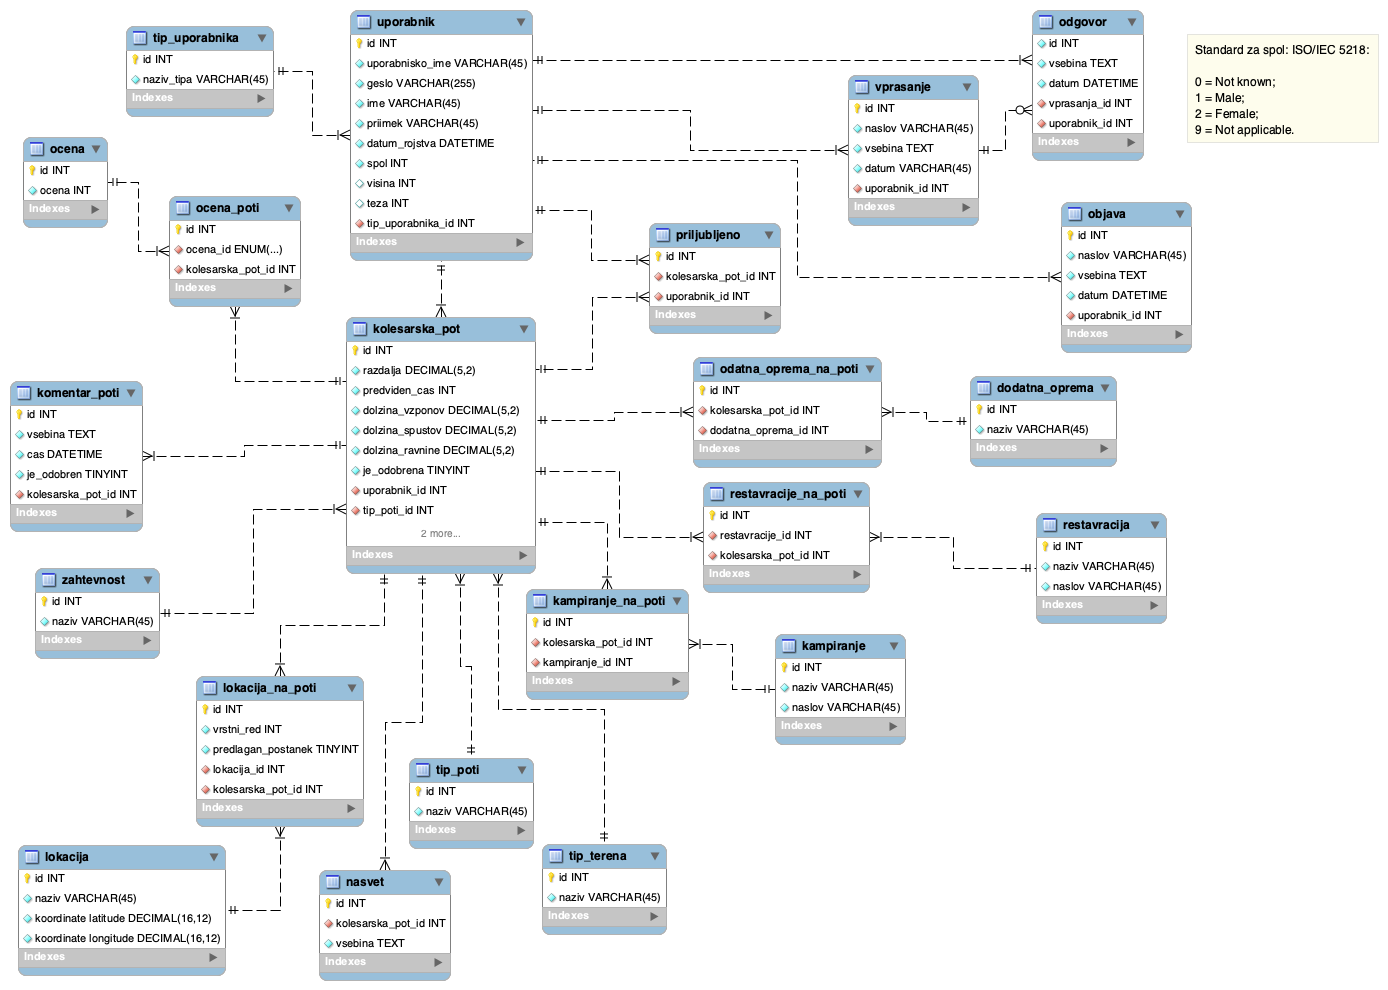 tip_uporabnika
id INT
naziv_tipa VARCHAR(45)
Indexes
uporabnik
id INT
uporabnisko_ime VARCHAR(45)
geslo VARCHAR(255)
ime VARCHAR(45)
priimek VARCHAR(45)
datum_rojstva DATETIME
spol INT
visina INT
teza INT
tip_uporabnika_id INT
Indexes
odgovor
id INT
vsebina TEXT
datum DATETIME
vprasanja_id INT
uporabnik_id INT
Indexes
Standard za spol: ISO/IEC 5218:
0 = Not known;
1 = Male;
2 = Female;
9 = Not applicable.
vprasanje
id INT
naslov VARCHAR(45)
vsebina TEXT
datum VARCHAR(45)
uporabnik_id INT
Indexes
ocena
id INT
ocena INT
Indexes
ocena_poti
id INT
ocena_id ENUM(...)
kolesarska_pot_id INT
Indexes
priljubljeno
id INT
kolesarska_pot_id INT
uporabnik_id INT
Indexes
objava
id INT
naslov VARCHAR(45)
vsebina TEXT
datum DATETIME
uporabnik_id INT
Indexes
kolesarska_pot
id INT
razdalja DECIMAL(5,2)
predviden_cas INT
dolzina_vzponov DECIMAL(5,2)
dolzina_spustov DECIMAL(5,2)
dolzina_ravnine DECIMAL(5,2)
je_odobrena TINYINT
uporabnik_id INT
tip_poti_id INT
2 more...
Indexes
komentar_poti
id INT
vsebina TEXT
cas DATETIME
je_odobren TINYINT
kolesarska_pot_id INT
Indexes
odatna_oprema_na_poti
id INT
kolesarska_pot_id INT
dodatna_oprema_id INT
Indexes
dodatna_oprema
id INT
naziv VARCHAR(45)
Indexes
restavracije_na_poti
id INT
restavracije_id INT
kolesarska_pot_id INT
Indexes
restavracija
id INT
naziv VARCHAR(45)
naslov VARCHAR(45)
Indexes
zahtevnost
id INT
naziv VARCHAR(45)
Indexes
kampiranje_na_poti
id INT
kolesarska_pot_id INT
kampiranje_id INT
Indexes
kampiranje
id INT
naziv VARCHAR(45)
naslov VARCHAR(45)
Indexes
lokacija_na_poti
id INT
vrstni_red INT
predlagan_postanek TINYINT
lokacija_id INT
kolesarska_pot_id INT
Indexes
tip_poti
id INT
naziv VARCHAR(45)
Indexes
lokacija
id INT
naziv VARCHAR(45)
koordinate latitude DECIMAL(16,12)
koordinate longitude DECIMAL(16,12)
Indexes
nasvet
id INT
kolesarska_pot_id INT
vsebina TEXT
Indexes
tip_terena
id INT
naziv VARCHAR(45)
Indexes